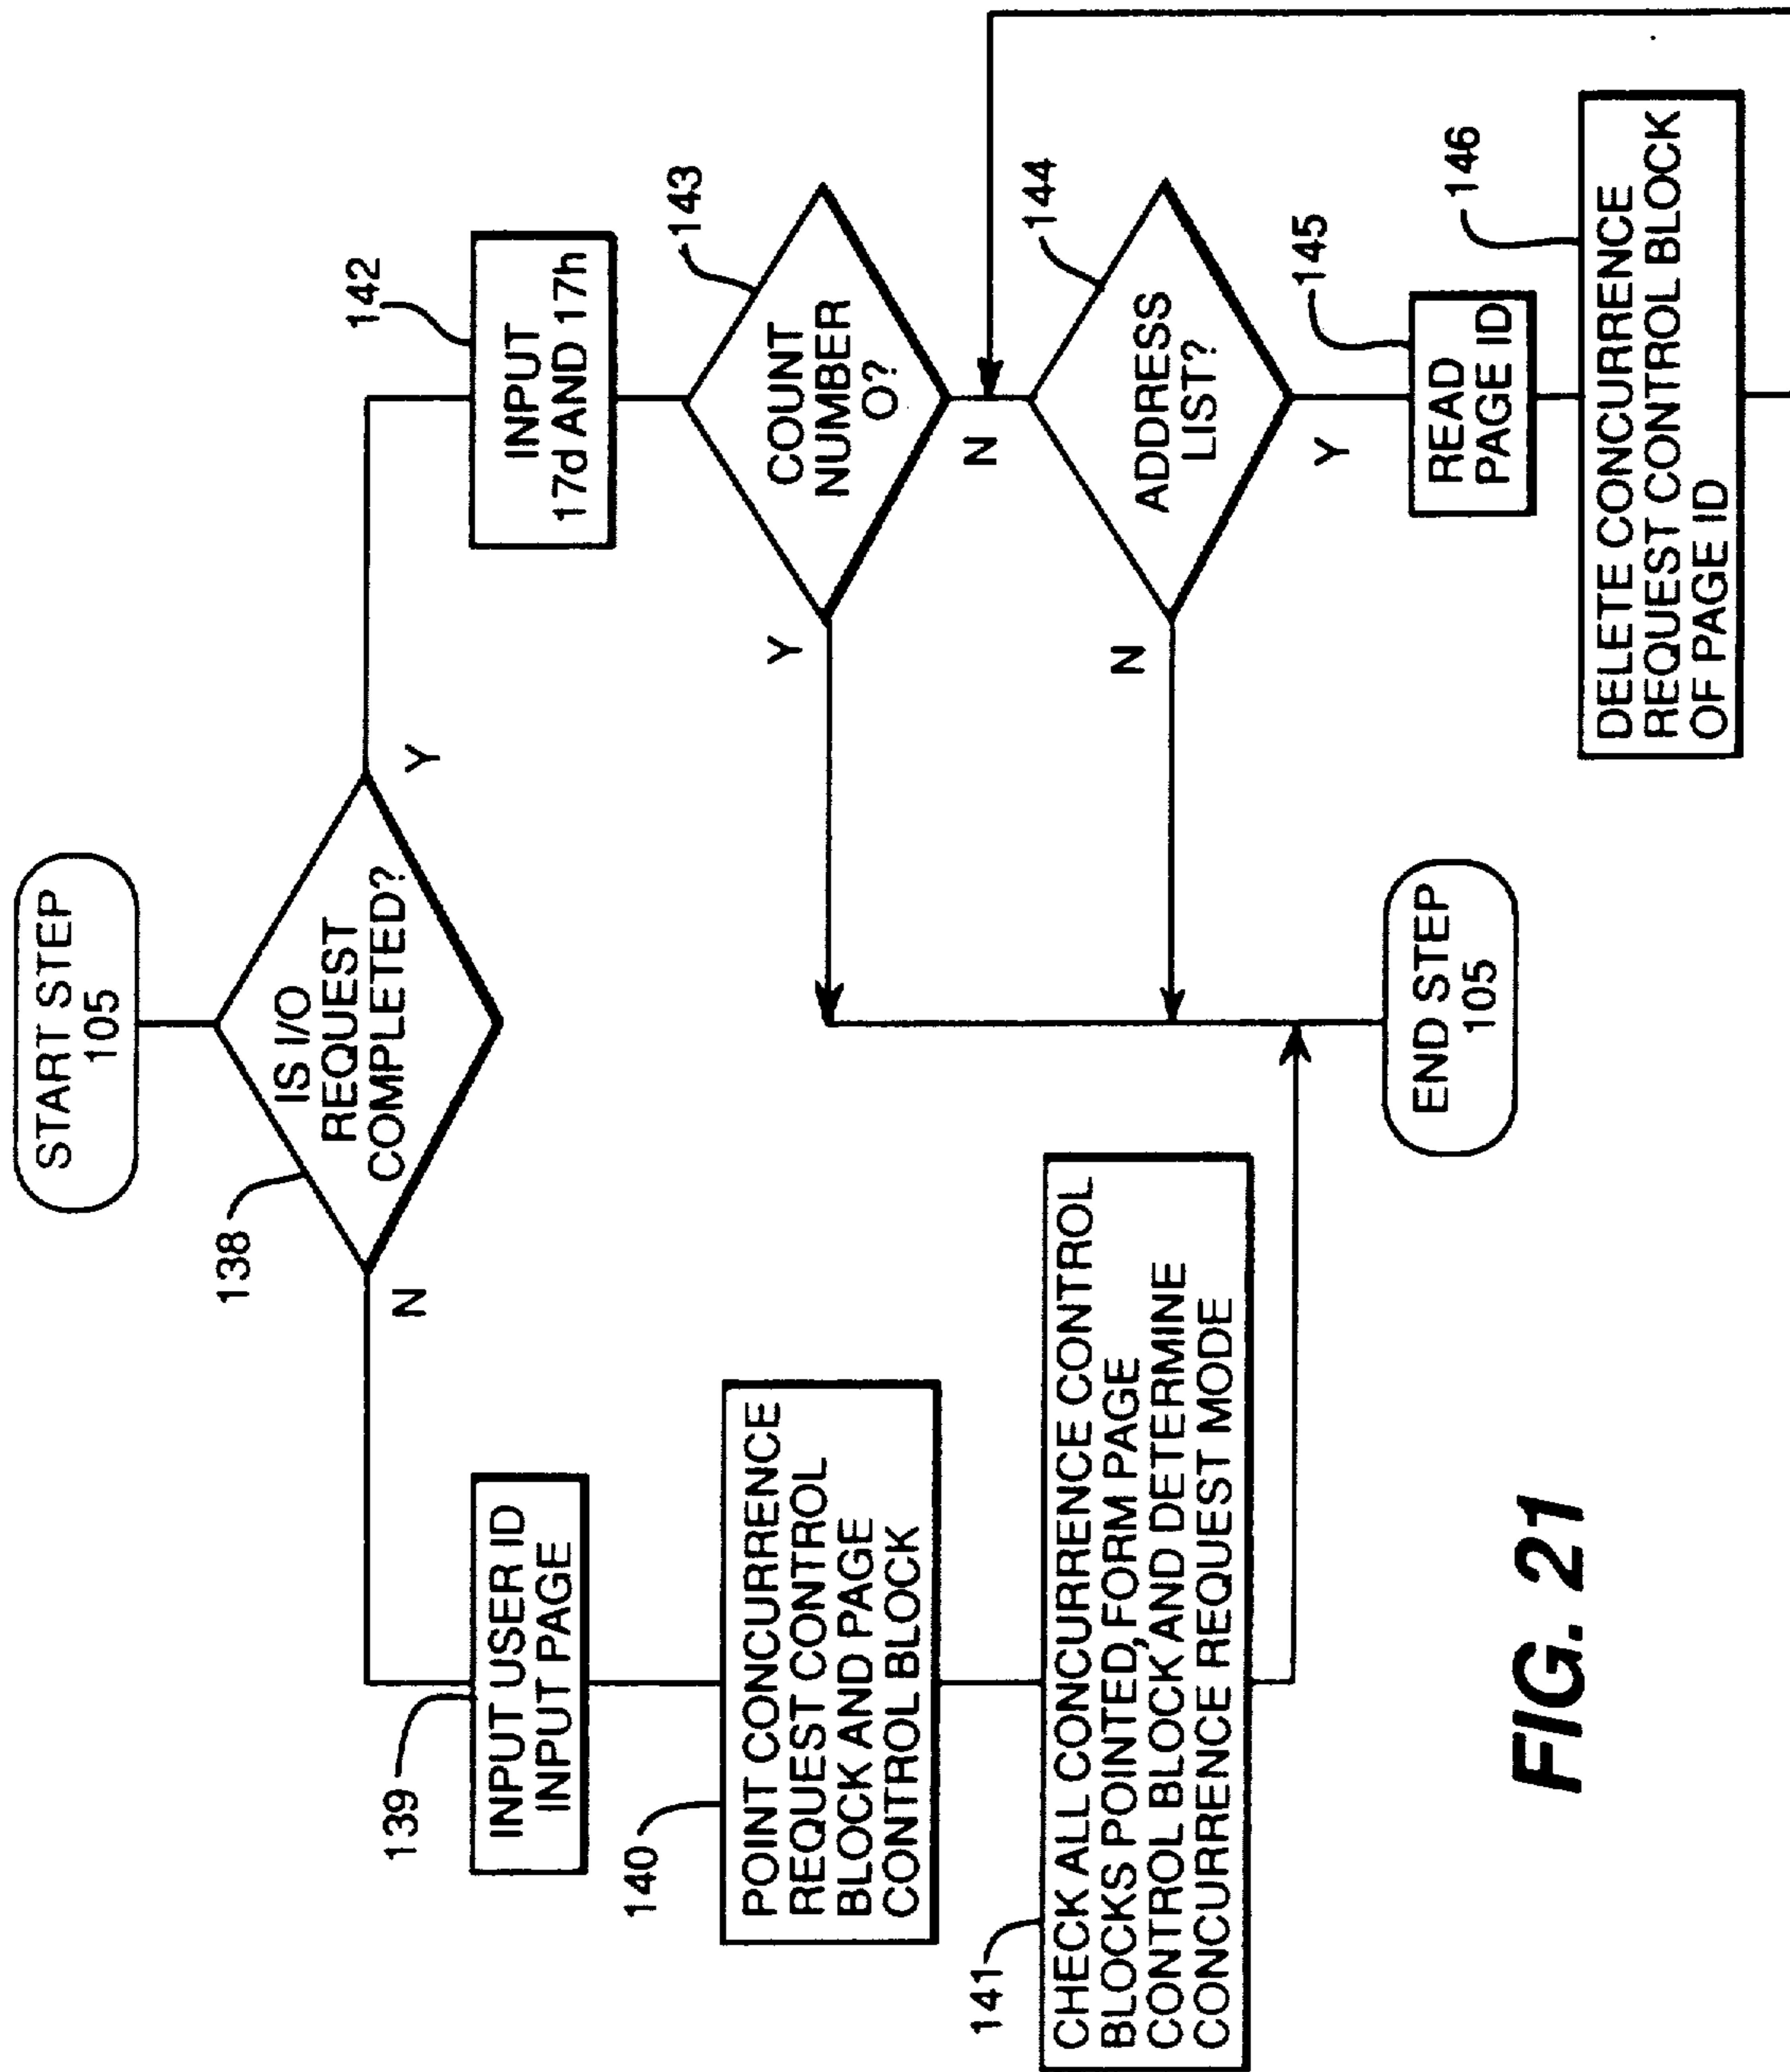 START STEP
105
138
IS I/O
REQUEST
COMPLETED?
N
Y
139
INPUT USER ID
INPUT PAGE
140
POINT CONCURRENCE
REQUEST CONTROL
BLOCK AND PAGE
CONTROL BLOCK
141
CHECK ALL CONCURRENCE CONTROL
BLOCKS POINTED, FORM PAGE
CONTROL BLOCK, AND DETERMINE
CONCURRENCE REQUEST MODE
142
INPUT
17d AND 17h
143
COUNT
NUMBER
O?
Y
N
144
ADDRESS
LIST?
N
Y
145
READ
PAGE ID
146
DELETE CONCURRENCE
REQUEST CONTROL BLOCK
OF PAGE ID
END STEP
105
FIG. 21